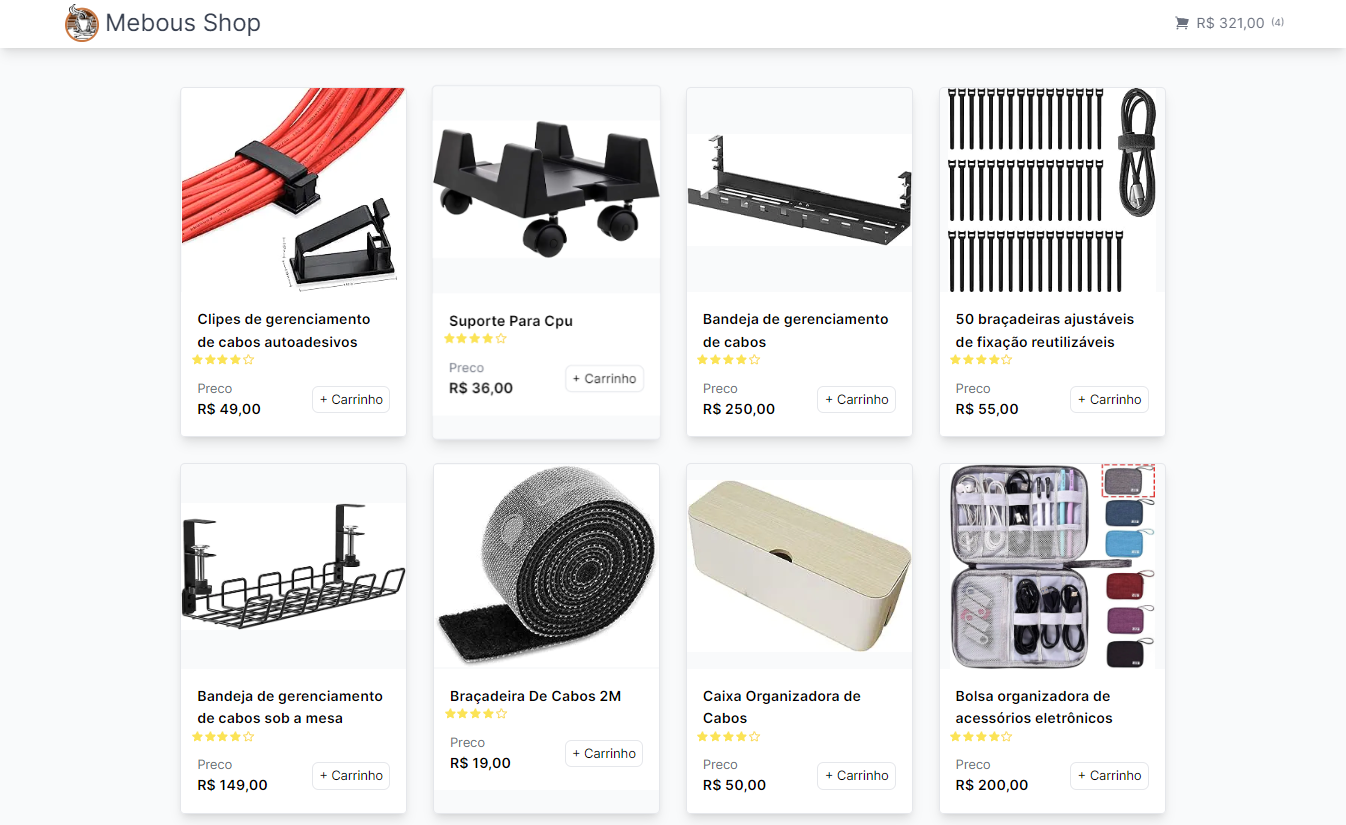 Mebous Shop
R$ 321,00 (4)
Clipes de gerenciamento
de cabos autoadesivos
Preco
R$ 49,00
+ Carrinho
Suporte Para Cpu
Preco
R$ 36,00
+ Carrinho
Bandeja de gerenciamento
de cabos
Preco
R$ 250,00
+ Carrinho
50 braçadeiras ajustáveis
de fixação reutilizáveis
Preco
R$ 55,00
+ Carrinho
Bandeja de gerenciamento
de cabos sob a mesa
Preco
R$ 149,00
+ Carrinho
Braçadeira De Cabos 2M
Preco
R$ 19,00
+ Carrinho
Caixa Organizadora de
Cabos
Preco
R$ 50,00
+ Carrinho
Bolsa organizadora de
acessórios eletrônicos
Preco
R$ 200,00
+ Carrinho